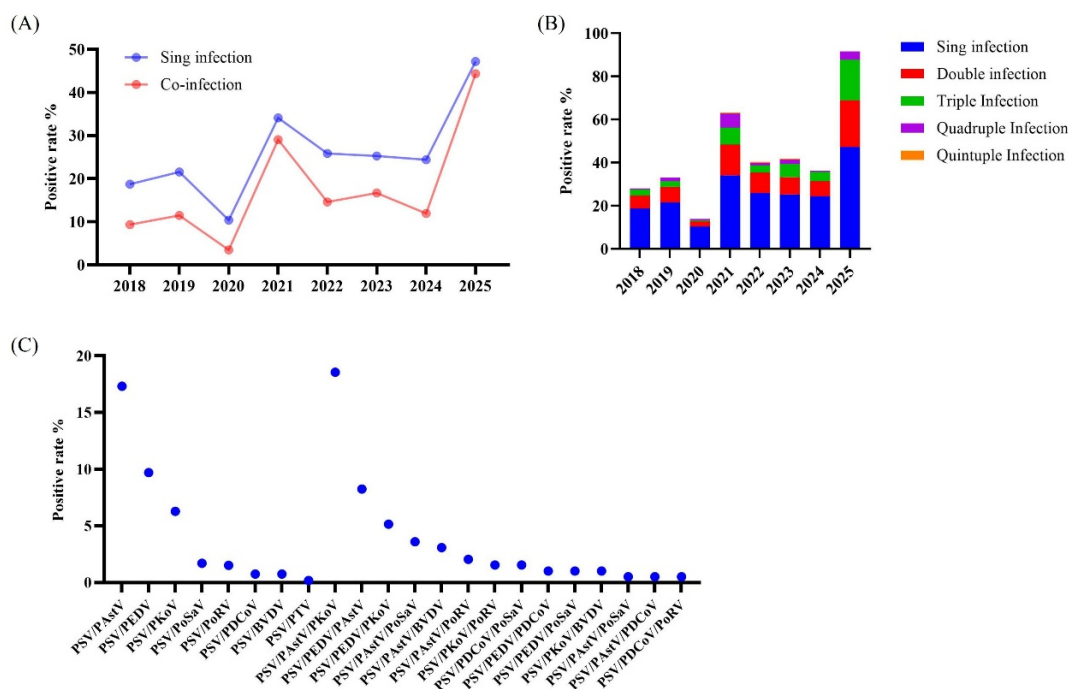 (A)
Sing infection
Co-infection
Positive rate %
50
40
30
20
10
0
2018 2019 2020 2021 2022 2023 2024 2025
(B)
Sing infection
Double infection
Triple Infection
Quadruple Infection
Quintuple Infection
Positive rate %
100
80
60
40
20
0
2018 2019 2020 2021 2022 2023 2024 2025
(C)
Positive rate %
20
15
10
5
0
PSV/PAstV
PSV/PEDV
PSV/PKoV
PSV/PoSaV
PSV/PoRV
PSV/PDCoV
PSV/BVDV
PSV/PTV
PSV/PAstV/PKoV
PSV/PEDV/PAstV
PSV/PEDV/PKoV
PSV/PAstV/PoSaV
PSV/PAstV/BVDV
PSV/PAstV/PoRV
PSV/PKoV/PoRV
PSV/PDCoV/PoSaV
PSV/PEDV/PDCoV
PSV/PEDV/PoSaV
PSV/PKoV/BVDV
PSV/PAstV/PoSaV
PSV/PAstV/PDCoV
PSV/PDCoV/PoRV